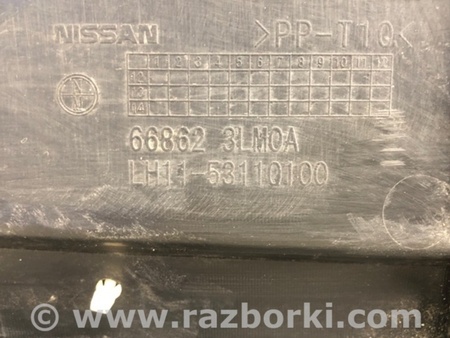 NISSAN >PP-T10<
1 2 3 4 5 6 7 8 9 10 11 12
13
14
66862 3LM0A
LH11-53110100
© www.razborki.com